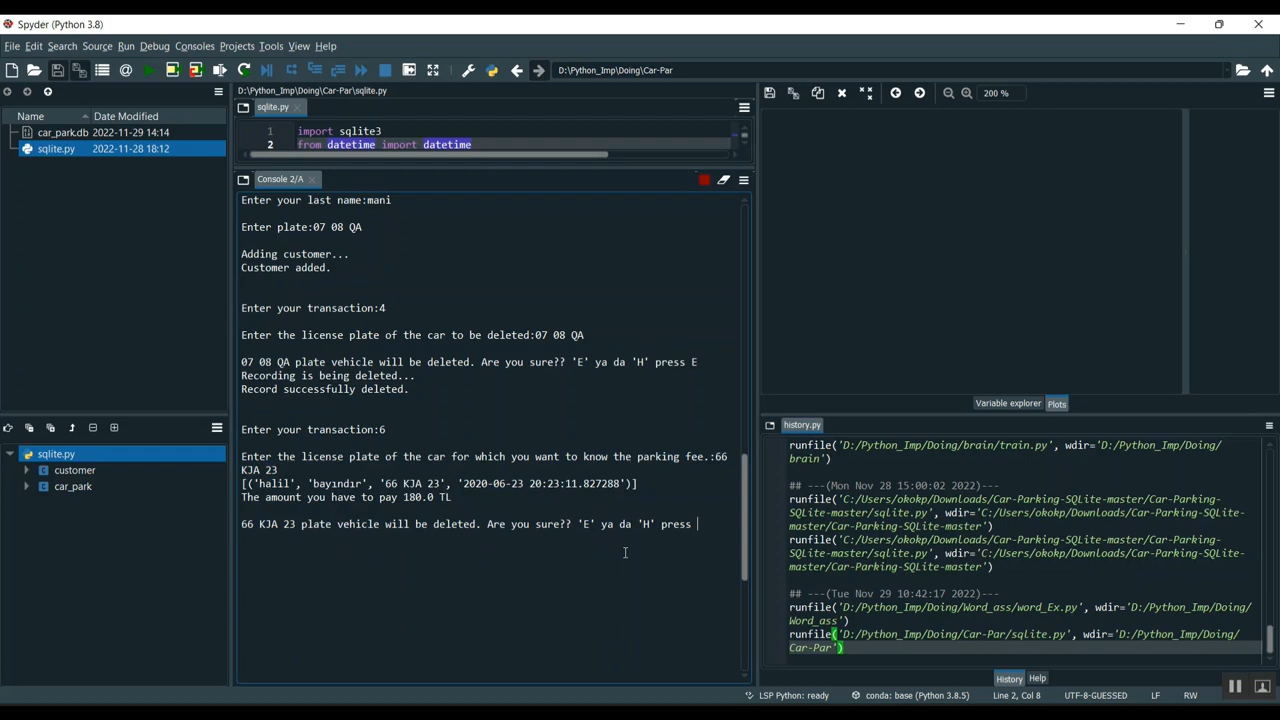 Spyder (Python 3.8)
File Edit Search Source Run Debug Consoles Projects Tools View Help
D:\Python_Imp\Doing\Car-Par
Name Date Modified
car_park.db 2022-11-29 14:14
sqlite.py 2022-11-28 18:12
sqlite.py
customer
car_park
D:\Python_Imp\Doing\Car-Par\sqlite.py
sqlite.py
1 import sqlite3
2 from datetime import datetime
Console 2/A
Enter your last name:mani
Enter plate:07 08 QA
Adding customer...
Customer added.
Enter your transaction:4
Enter the license plate of the car to be deleted:07 08 QA
07 08 QA plate vehicle will be deleted. Are you sure?? 'E' ya da 'H' press E
Recording is being deleted...
Record successfully deleted.
Enter your transaction:6
Enter the license plate of the car for which you want to know the parking fee.:66
KJA 23
[('halil', 'bayındır', '66 KJA 23', '2020-06-23 20:23:11.827288')]
The amount you have to pay 180.0 TL
66 KJA 23 plate vehicle will be deleted. Are you sure?? 'E' ya da 'H' press
200 %
Variable explorer Plots
history.py
runfile('D:/Python_Imp/Doing/brain/train.py', wdir='D:/Python_Imp/Doing/
brain')
## ---(Mon Nov 28 15:00:02 2022)---
runfile('C:/Users/okokp/Downloads/Car-Parking-SQLite-master/Car-Parking-
SQLite-master/sqlite.py', wdir='C:/Users/okokp/Downloads/Car-Parking-SQLite-
master/Car-Parking-SQLite-master')
runfile('C:/Users/okokp/Downloads/Car-Parking-SQLite-master/Car-Parking-
SQLite-master/sqlite.py', wdir='C:/Users/okokp/Downloads/Car-Parking-SQLite-
master/Car-Parking-SQLite-master')
## ---(Tue Nov 29 10:42:17 2022)---
runfile('D:/Python_Imp/Doing/Word_ass/word_Ex.py', wdir='D:/Python_Imp/Doing/
Word_ass')
runfile('D:/Python_Imp/Doing/Car-Par/sqlite.py', wdir='D:/Python_Imp/Doing/
Car-Par')
History Help
LSP Python: ready conda: base (Python 3.8.5) Line 2, Col 8 UTF-8-GUESSED LF RW